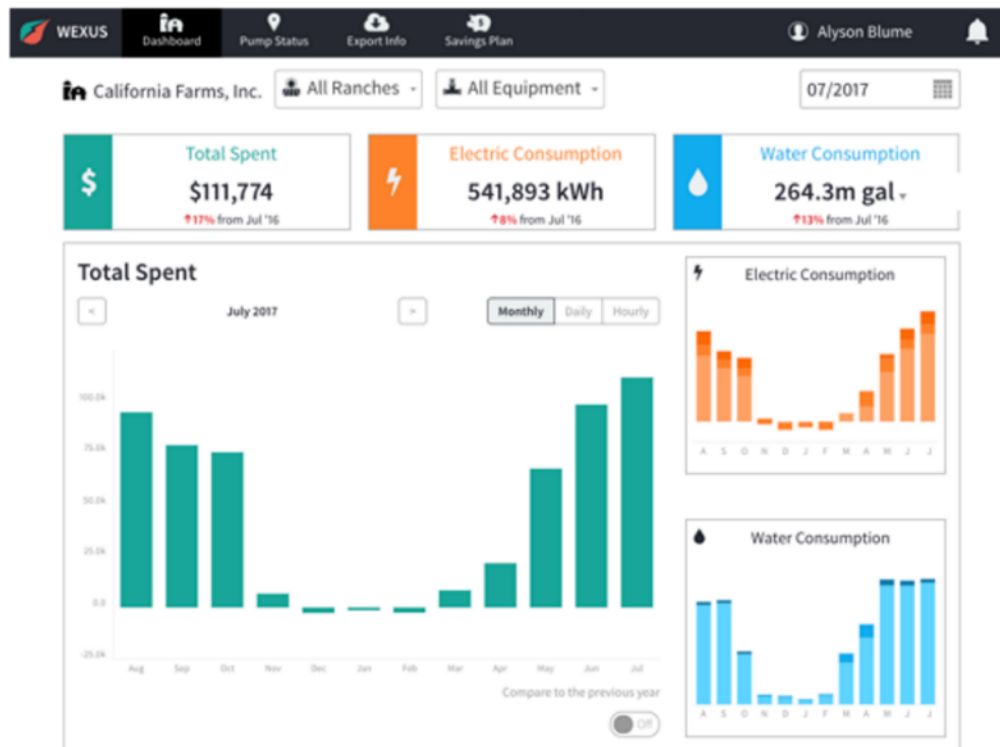 WEXUS
Dashboard
Pump Status
Export Info
Savings Plan
Alyson Blume
California Farms, Inc.
All Ranches
All Equipment
07/2017
$
Total Spent
$111,774
↑17% from Jul '16
Electric Consumption
541,893 kWh
↑8% from Jul '16
Water Consumption
264.3m gal
↑13% from Jul '16
Total Spent
< July 2017 >
Monthly Daily Hourly
100.0k
75.0k
50.0k
25.0k
0.0
-25.0k
Aug Sep Oct Nov Dec Jan Feb Mar Apr May Jun Jul
Compare to the previous year
Off
Electric Consumption
A S O N D J F M A M J J
Water Consumption
A S O N D J F M A M J J